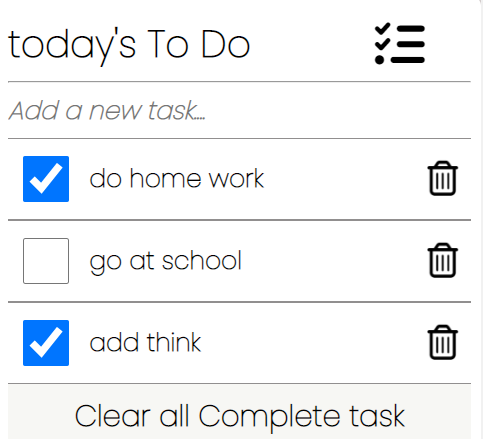 today's To Do
Add a new task...
do home work
go at school
add think
Clear all Complete task